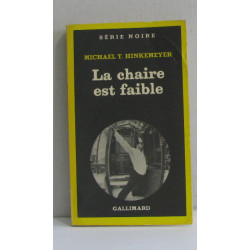 SÉRIE NOIRE
MICHAEL T. HINKEMEYER
La chaire
est faible
GALLIMARD